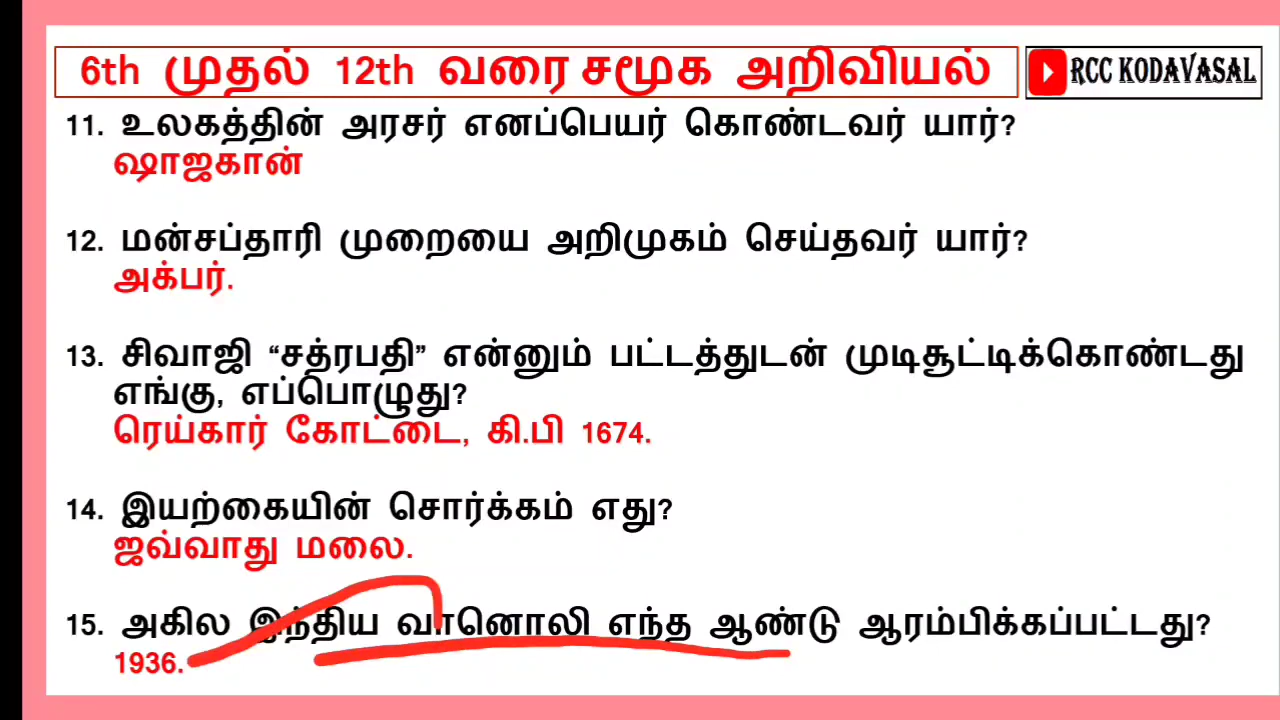 6th முதல் 12th வரை சமூக அறிவியல்
RCC KODAVASAL
11. உலகத்தின் அரசர் எனப்பெயர் கொண்டவர் யார்?
ஷாஜகான்
12. மன்சப்தாரி முறையை அறிமுகம் செய்தவர் யார்?
அக்பர்.
13. சிவாஜி “சத்ரபதி” என்னும் பட்டத்துடன் முடிசூட்டிக்கொண்டது
எங்கு, எப்பொழுது?
ரெய்கார் கோட்டை, கி.பி 1674.
14. இயற்கையின் சொர்க்கம் எது?
ஜவ்வாது மலை.
15. அகில இந்திய வானொலி எந்த ஆண்டு ஆரம்பிக்கப்பட்டது?
1936.